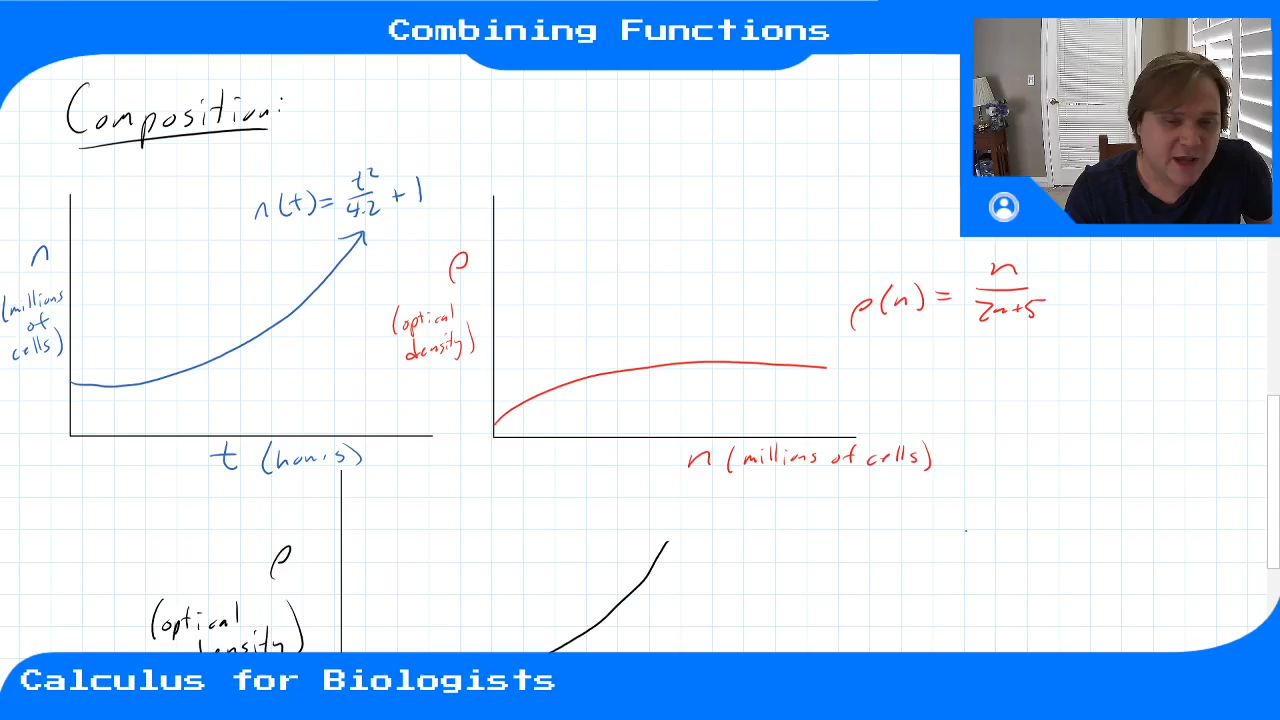 Combining Functions
Composition:
n(t) = t²/4.2 + 1
n
(millions
of
cells)
t (hours)
ρ
(optical
density)
ρ(n) = n/2n+5
n (millions of cells)
ρ
(optical
density)
Calculus for Biologists